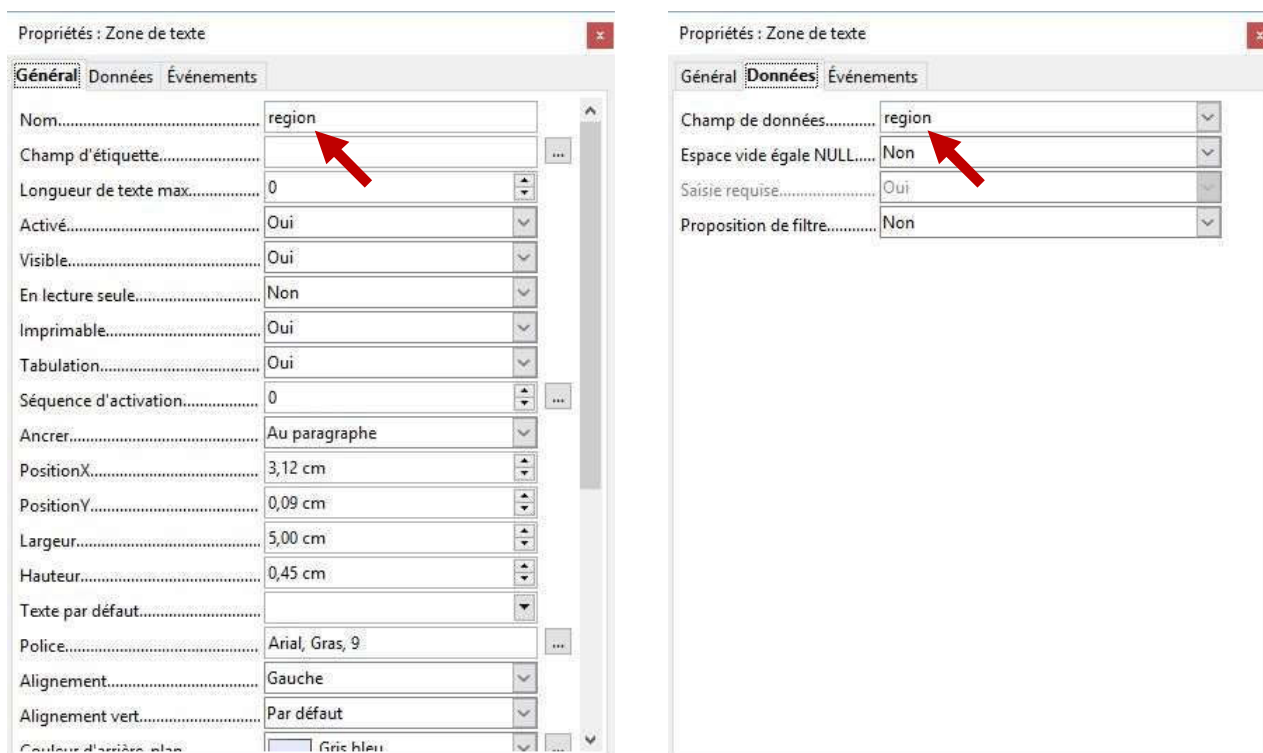 Propriétés : Zone de texte
Général Données Événements
Nom............................................ region
Champ d'étiquette......................
Longueur de texte max............... 0
Activé.......................................... Oui
Visible......................................... Oui
En lecture seule........................... Non
Imprimable.................................. Oui
Tabulation................................... Oui
Séquence d'activation.................. 0
Ancrer......................................... Au paragraphe
PositionX..................................... 3,12 cm
PositionY..................................... 0,09 cm
Largeur........................................ 5,00 cm
Hauteur....................................... 0,45 cm
Texte par défaut..........................
Police........................................... Arial, Gras, 9
Alignement.................................. Gauche
Alignement vert.......................... Par défaut
Couleur d'arrière-plan Gris bleu
Propriétés : Zone de texte
Général Données Événements
Champ de données............ region
Espace vide égale NULL..... Non
Saisie requise...................... Oui
Proposition de filtre........... Non